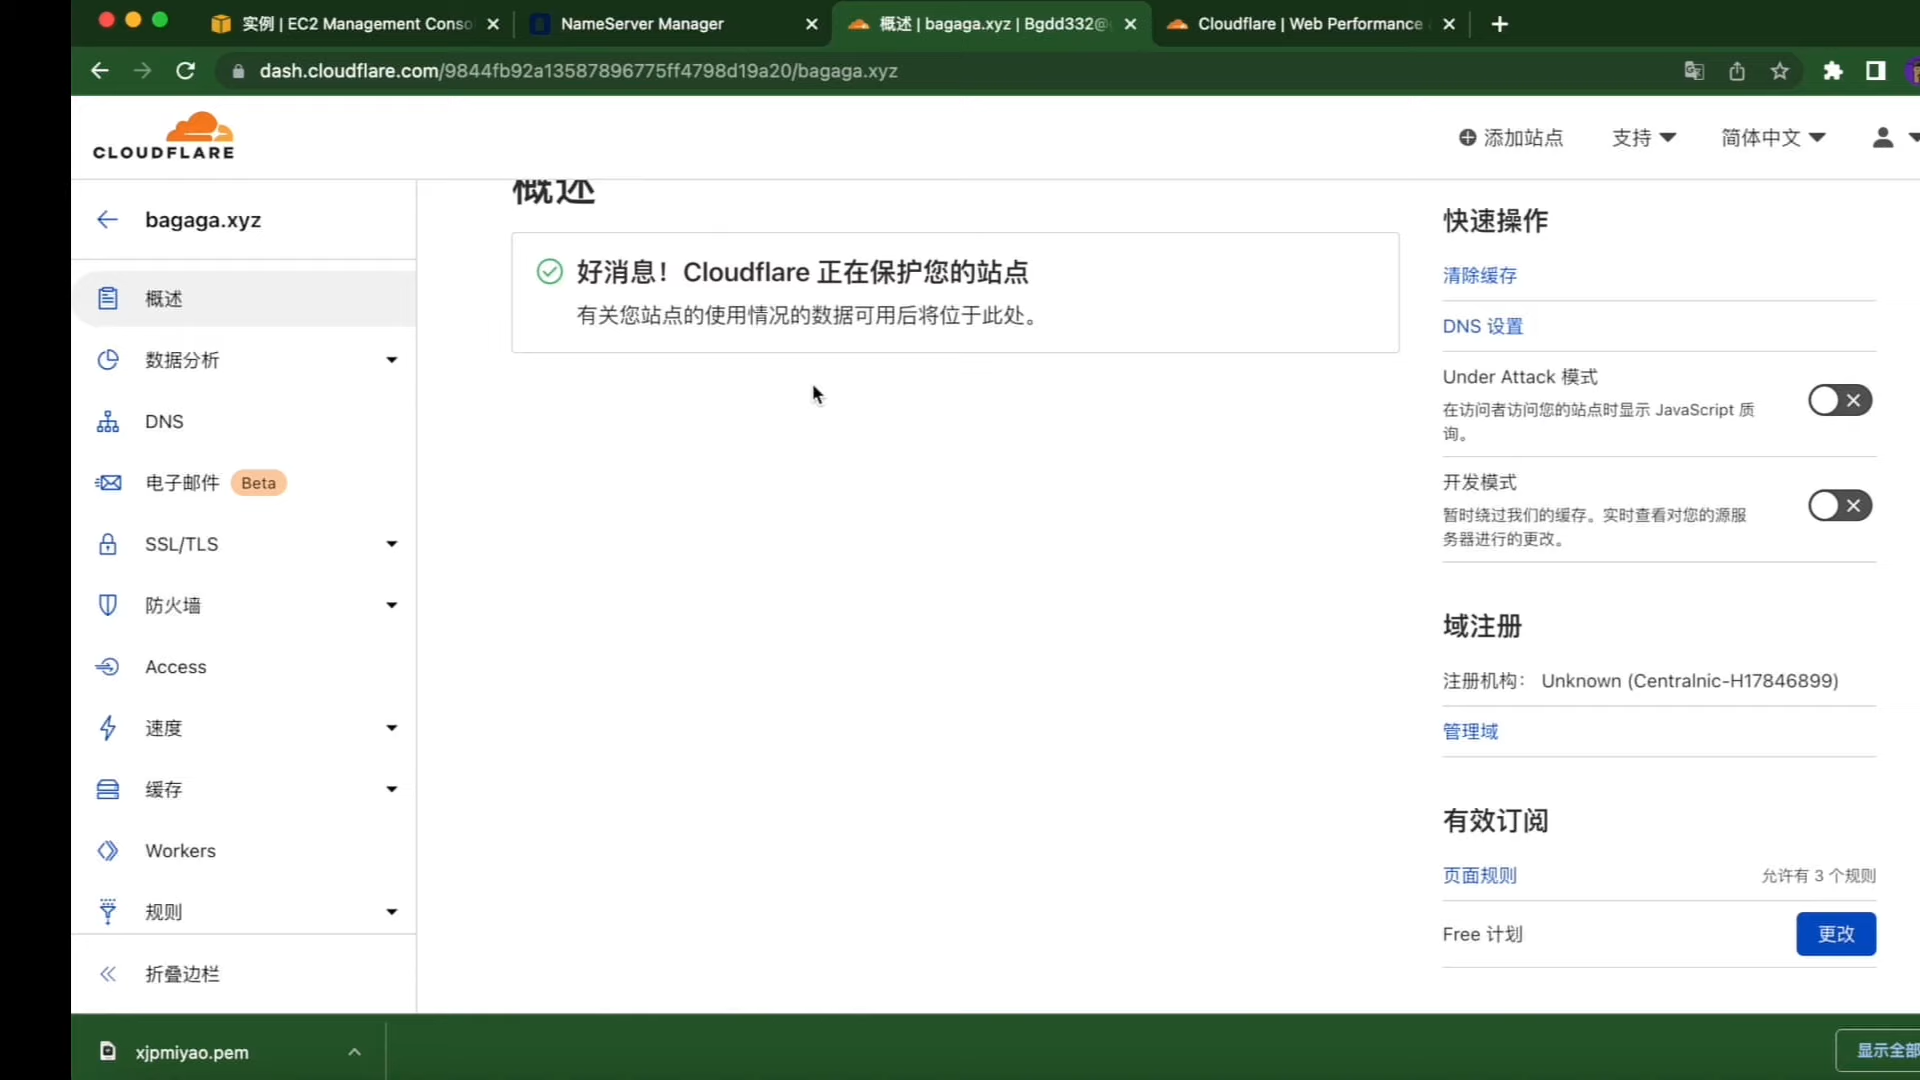 实例 | EC2 Management Conso
NameServer Manager
概述 | bagaga.xyz | Bgdd332@
Cloudflare | Web Performance
dash.cloudflare.com/9844fb92a13587896775ff4798d19a20/bagaga.xyz
CLOUDFLARE
添加站点
支持
简体中文
bagaga.xyz
概述
数据分析
DNS
电子邮件 Beta
SSL/TLS
防火墙
Access
速度
缓存
Workers
规则
折叠边栏
概述
好消息！Cloudflare 正在保护您的站点
有关您站点的使用情况的数据可用后将位于此处。
快速操作
清除缓存
DNS 设置
Under Attack 模式
在访问者访问您的站点时显示 JavaScript 质
询。
开发模式
暂时绕过我们的缓存。实时查看对您的源服
务器进行的更改。
域注册
注册机构： Unknown (Centralnic-H17846899)
管理域
有效订阅
页面规则 允许有 3 个规则
Free 计划 更改
xjpmiyao.pem
显示全部